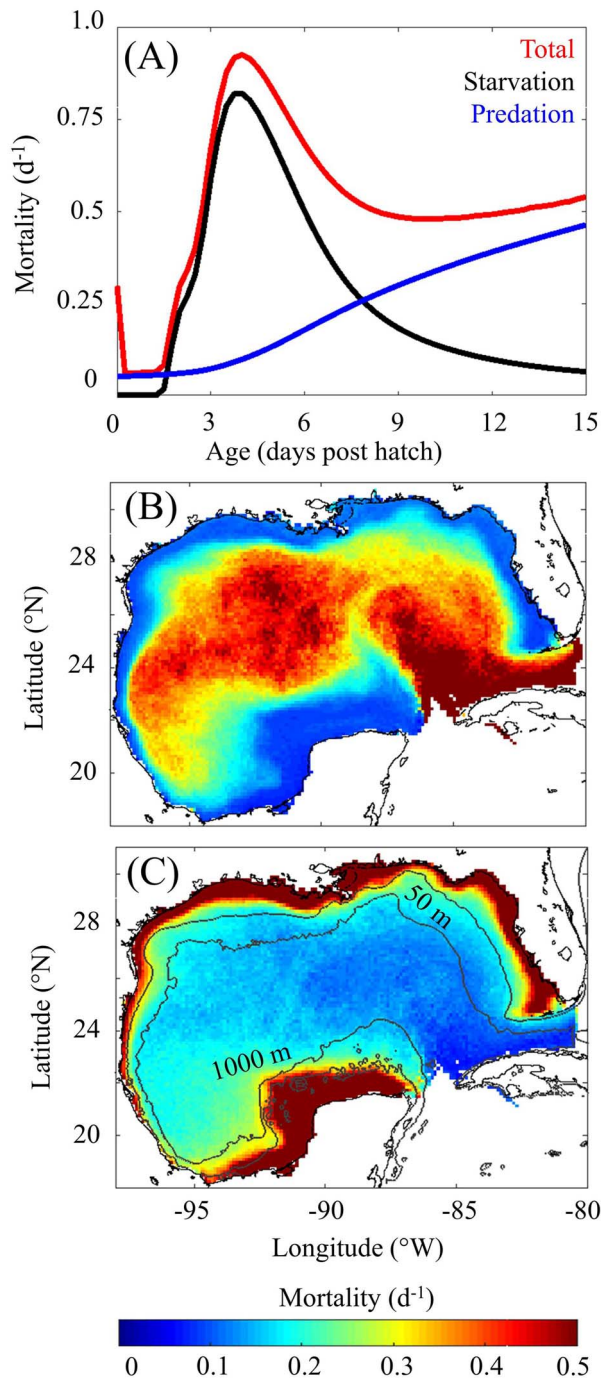 (A)
Total
Starvation
Predation
1.0
0.75
0.5
0.25
0
Mortality (d-1)
0 3 6 9 12 15
Age (days post hatch)
(B)
28
24
20
Latitude (°N)
(C)
50 m
1000 m
28
24
20
Latitude (°N)
-95 -90 -85 -80
Longitude (°W)
Mortality (d-1)
0 0.1 0.2 0.3 0.4 0.5